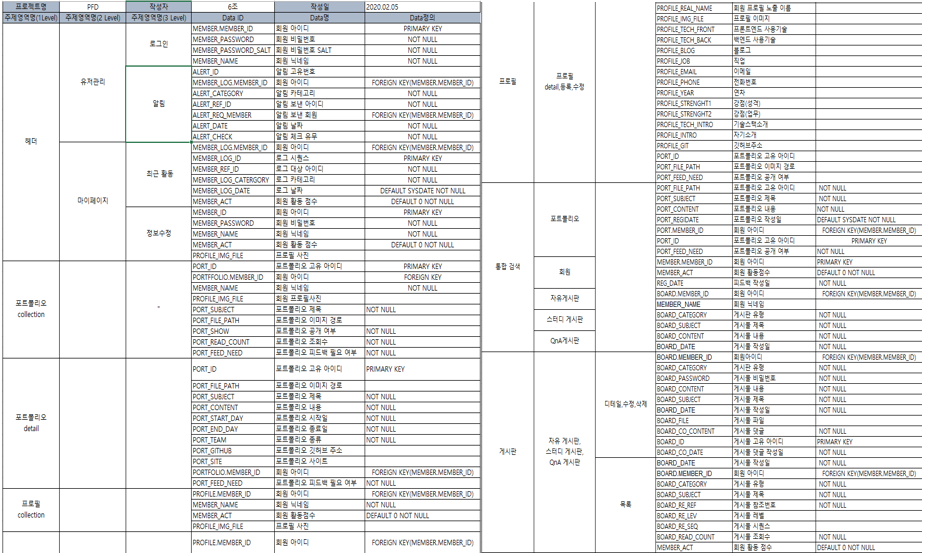 프로젝트명 PFD 작성자 6조 작성일 2020.02.05
주제영역명(1Level) 주제영역명(2 Level) 주제영역명(3 Level) Data ID Data명 Data정의
헤더
유저관리
로그인
MEMBER.MEMBER_ID 회원 아이디 PRIMARY KEY
MEMBER_PASSWORD 회원 비밀번호 NOT NULL
MEMBER_PASSWORD_SALT 회원 비밀번호 SALT NOT NULL
MEMBER_NAME 회원 닉네임 NOT NULL
알림
ALERT_ID 알림 고유번호
MEMBER_LOG.MEMBER_ID 회원 아이디 FOREIGN KEY(MEMBER.MEMBER_ID)
ALERT_CATEGORY 알림 카테고리 NOT NULL
ALERT_REF_ID 알림 보낸 아이디 NOT NULL
ALERT_REQ_MEMBER 알림 보낸 회원 FOREIGN KEY(MEMBER.MEMBER_ID)
ALERT_DATE 알림 날짜 NOT NULL
ALERT_CHECK 알림 체크 유무 NOT NULL
마이페이지
최근 활동
MEMBER_LOG.MEMBER_ID 회원 아이디 FOREIGN KEY(MEMBER.MEMBER_ID)
MEMBER_LOG_ID 로그 시퀀스 PRIMARY KEY
MEMBER_REF_ID 로그 대상 아이디 NOT NULL
MEMBER_LOG_CATERGORY 로그 카테고리 NOT NULL
MEMBER_LOG_DATE 로그 날짜 DEFAULT SYSDATE NOT NULL
MEMBER_ACT 회원 활동 점수 DEFAULT 0 NOT NULL
정보수정
MEMBER_ID 회원 아이디 PRIMARY KEY
MEMBER_PASSWORD 회원 비밀번호 NOT NULL
MEMBER_NAME 회원 닉네임 NOT NULL
MEMBER_ACT 회원 활동 점수 DEFAULT 0 NOT NULL
PROFILE_IMG_FILE 프로필 사진
포트폴리오
collection
-
PORT_ID 포트폴리오 고유 아이디 PRIMARY KEY
PORTFFOLIO.MEMBER_ID 회원 아이디 FOREIGN KEY
MEMBER_NAME 회원 닉네임 NOT NULL
PROFILE_IMG_FILE 회원 프로필사진
PORT_SUBJECT 포트폴리오 제목 NOT NULL
PORT_FILE_PATH 포트폴리오 이미지 경로
PORT_SHOW 포트폴리오 공개 여부 NOT NULL
PORT_READ_COUNT 포트폴리오 조회수 NOT NULL
PORT_FEED_NEED 포트폴리오 피드백 필요 여부 NOT NULL
포트폴리오
detail
PORT_ID 포트폴리오 고유 아이디 PRIMARY KEY
PORT_FILE_PATH 포트폴리오 이미지 경로
PORT_SUBJECT 포트폴리오 제목 NOT NULL
PORT_CONTENT 포트폴리오 내용 NOT NULL
PORT_START_DAY 포트폴리오 시작일 NOT NULL
PORT_END_DAY 포트폴리오 종료일 NOT NULL
PORT_TEAM 포트폴리오 종류 NOT NULL
PORT_GITHUB 포트폴리오 깃허브 주소
PORT_SITE 포트폴리오 사이트
PORTFOLIO.MEMBER_ID 회원 아이디 FOREIGN KEY(MEMBER.MEMBER_ID)
PORT_FEED_NEED 포트폴리오 피드백 필요 여부 NOT NULL
프로필
collection
PROFILE.MEMBER_ID 회원 아이디 FOREIGN KEY(MEMBER.MEMBER_ID)
MEMBER_NAME 회원 닉네임 NOT NULL
MEMBER_ACT 회원 활동점수 DEFAULT 0 NOT NULL
PROFILE_IMG_FILE 프로필 사진
PROFILE.MEMBER_ID 회원 아이디 FOREIGN KEY(MEMBER.MEMBER_ID)
프로필
프로필
detail,등록,수정
PROFILE_REAL_NAME 회원 프로필 노출 이름
PROFILE_IMG_FILE 프로필 이미지
PROFILE_TECH_FRONT 프론트엔드 사용기술
PROFILE_TECH_BACK 백엔드 사용기술
PROFILE_BLOG 블로그
PROFILE_JOB 직업
PROFILE_EMAIL 이메일
PROFILE_PHONE 전화번호
PROFILE_YEAR 연차
PROFILE_STRENGHT1 강점(성격)
PROFILE_STRENGHT2 강점(업무)
PROFILE_TECH_INTRO 기술스택소개
PROFILE_INTRO 자기소개
PROFILE_GIT 깃허브주소
PORT_ID 포트폴리오 고유 아이디
PORT_FILE_PATH 포트폴리오 이미지 경로
PORT_FEED_NEED 포트폴리오 공개 여부
통합 검색
포트폴리오
PORT_FILE_PATH 포트폴리오 고유 아이디 NOT NULL
PORT_SUBJECT 포트폴리오 제목 NOT NULL
PORT_CONTENT 포트폴리오 내용 NOT NULL
PORT_REGIDATE 포트폴리오 작성일 DEFAULT SYSDATE NOT NULL
PORT.MEMBER_ID 회원 아이디 FOREIGN KEY(MEMBER.MEMBER_ID)
PORT_ID 포트폴리오 고유 아이디 PRIMARY KEY
PORT_FEED_NEED 포트폴리오 공개 여부 NOT NULL
회원
MEMBER.MEMBER_ID 회원 아이디 PRIMARY KEY
MEMBER_ACT 회원 활동점수 DEFAULT 0 NOT NULL
REG_DATE 피드백 작성일 NOT NULL
자유게시판
스터디 게시판
QnA게시판
BOARD.MEMBER_ID 회원 아이디 FOREIGN KEY(MEMBER.MEMBER_ID)
MEMBER_NAME 회원 닉네임
BOARD_CATEGORY 게시판 유형 NOT NULL
BOARD_SUBJECT 게시물 제목 NOT NULL
BOARD_CONTENT 게시물 내용 NOT NULL
BOARD_DATE 게시물 작성일 NOT NULL
게시판
자유 게시판,
스터디 게시판,
QnA 게시판
디테일,수정,삭제
BOARD.MEMBER_ID 회원아이디 FOREIGN KEY(MEMBER.MEMBER_ID)
BOARD_CATEGORY 게시판 유형 NOT NULL
BOARD_PASSWORD 게시물 비밀번호 NOT NULL
BOARD_CONTENT 게시물 내용 NOT NULL
BOARD_SUBJECT 게시물 제목 NOT NULL
BOARD_DATE 게시물 작성일 NOT NULL
BOARD_FILE 게시물 파일
BOARD_CO_CONTENT 게시물 댓글 NOT NULL
BOARD_ID 게시물 고유 아이디 PRIMARY KEY
BOARD_CO_DATE 게시물 댓글 작성일 NOT NULL
목록
BOARD_DATE 게시물 작성일 NOT NULL
BOARD.MEMBER_ID 회원 아이디 FOREIGN KEY(MEMBER.MEMBER_ID)
BOARD_CATEGORY 게시물 유형 NOT NULL
BOARD_SUBJECT 게시물 제목 NOT NULL
BOARD_RE_REF 게시물 참조번호 NOT NULL
BOARD_RE_LEV 게시물 레벨
BOARD_RE_SEQ 게시물 시퀀스
BOARD_READ_COUNT 게시물 조회수 NOT NULL
MEMBER_ACT 회원 활동 점수 DEFAULT 0 NOT NULL